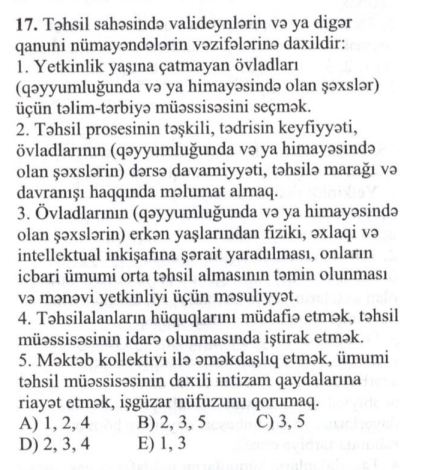 17. Təhsil sahəsində valideynlərin və ya digər
qanuni nümayəndələrin vəzifələrinə daxildir:
1. Yetkinlik yaşına çatmayan övladları
(qəyyumluğunda və ya himayəsində olan şəxslər)
üçün təlim-tərbiyə müəssisəsini seçmək.
2. Təhsil prosesinin təşkili, tədrisin keyfiyyəti,
övladlarının (qəyyumluğunda və ya himayəsində
olan şəxslərin) dərsə davamiyyəti, təhsilə marağı və
davranışı haqqında məlumat almaq.
3. Övladlarının (qəyyumluğunda və ya himayəsində
olan şəxslərin) erkən yaşlarından fiziki, əxlaqi və
intellektual inkişafına şərait yaradılması, onların
icbari ümumi orta təhsil almasının təmin olunması
və mənəvi yetkinliyi üçün məsuliyyət.
4. Təhsilalanların hüquqlarını müdafiə etmək, təhsil
müəssisəsinin idarə olunmasında iştirak etmək.
5. Məktəb kollektivi ilə əməkdaşlıq etmək, ümumi
təhsil müəssisəsinin daxili intizam qaydalarına
riayət etmək, işgüzar nüfuzunu qorumaq.
A) 1, 2, 4 B) 2, 3, 5 C) 3, 5
D) 2, 3, 4 E) 1, 3